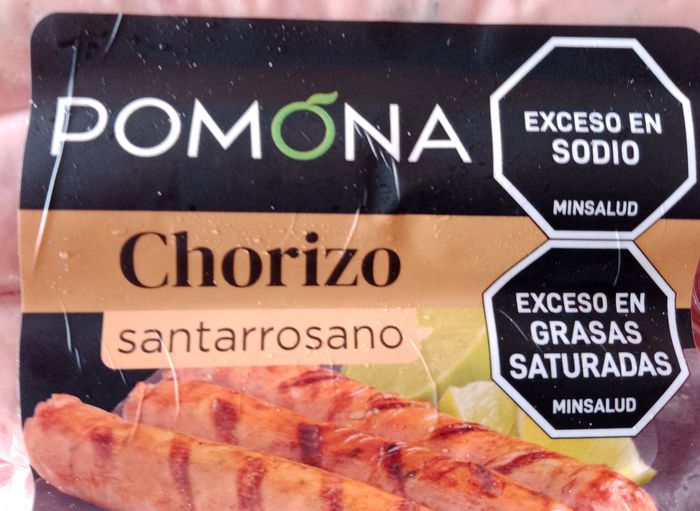 POMONA
Chorizo
santarrosano
EXCESO EN
SODIO
MINSALUD
EXCESO EN
GRASAS
SATURADAS
MINSALUD